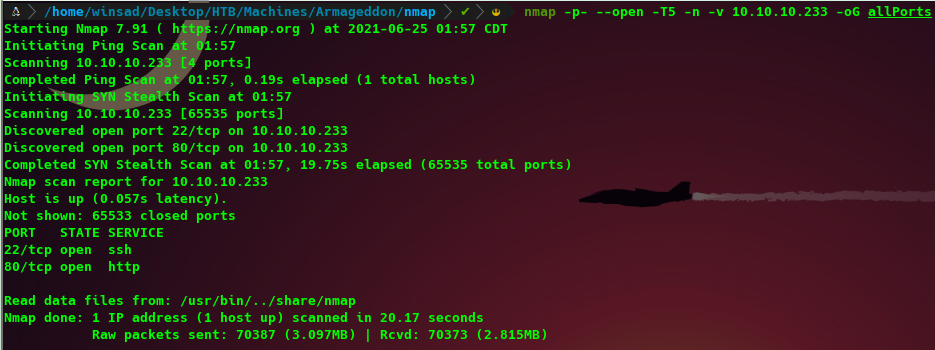 /home/winsad/Desktop/HTB/Machines/Armageddon/nmap ✔ nmap -p- --open -T5 -n -v 10.10.10.233 -oG allPorts
Starting Nmap 7.91 ( https://nmap.org ) at 2021-06-25 01:57 CDT
Initiating Ping Scan at 01:57
Scanning 10.10.10.233 [4 ports]
Completed Ping Scan at 01:57, 0.19s elapsed (1 total hosts)
Initiating SYN Stealth Scan at 01:57
Scanning 10.10.10.233 [65535 ports]
Discovered open port 22/tcp on 10.10.10.233
Discovered open port 80/tcp on 10.10.10.233
Completed SYN Stealth Scan at 01:57, 19.75s elapsed (65535 total ports)
Nmap scan report for 10.10.10.233
Host is up (0.057s latency).
Not shown: 65533 closed ports
PORT   STATE SERVICE
22/tcp open  ssh
80/tcp open  http
Read data files from: /usr/bin/../share/nmap
Nmap done: 1 IP address (1 host up) scanned in 20.17 seconds
Raw packets sent: 70387 (3.097MB) | Rcvd: 70373 (2.815MB)